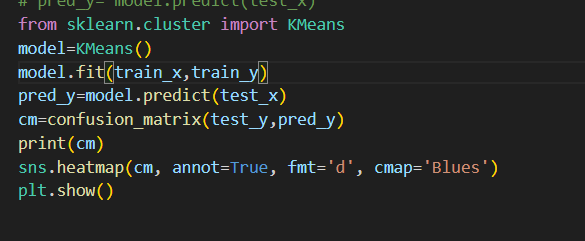 # pred_y= model.predict(test_x)
from sklearn.cluster import KMeans
model=KMeans()
model.fit(train_x,train_y)
pred_y=model.predict(test_x)
cm=confusion_matrix(test_y,pred_y)
print(cm)
sns.heatmap(cm, annot=True, fmt='d', cmap='Blues')
plt.show()